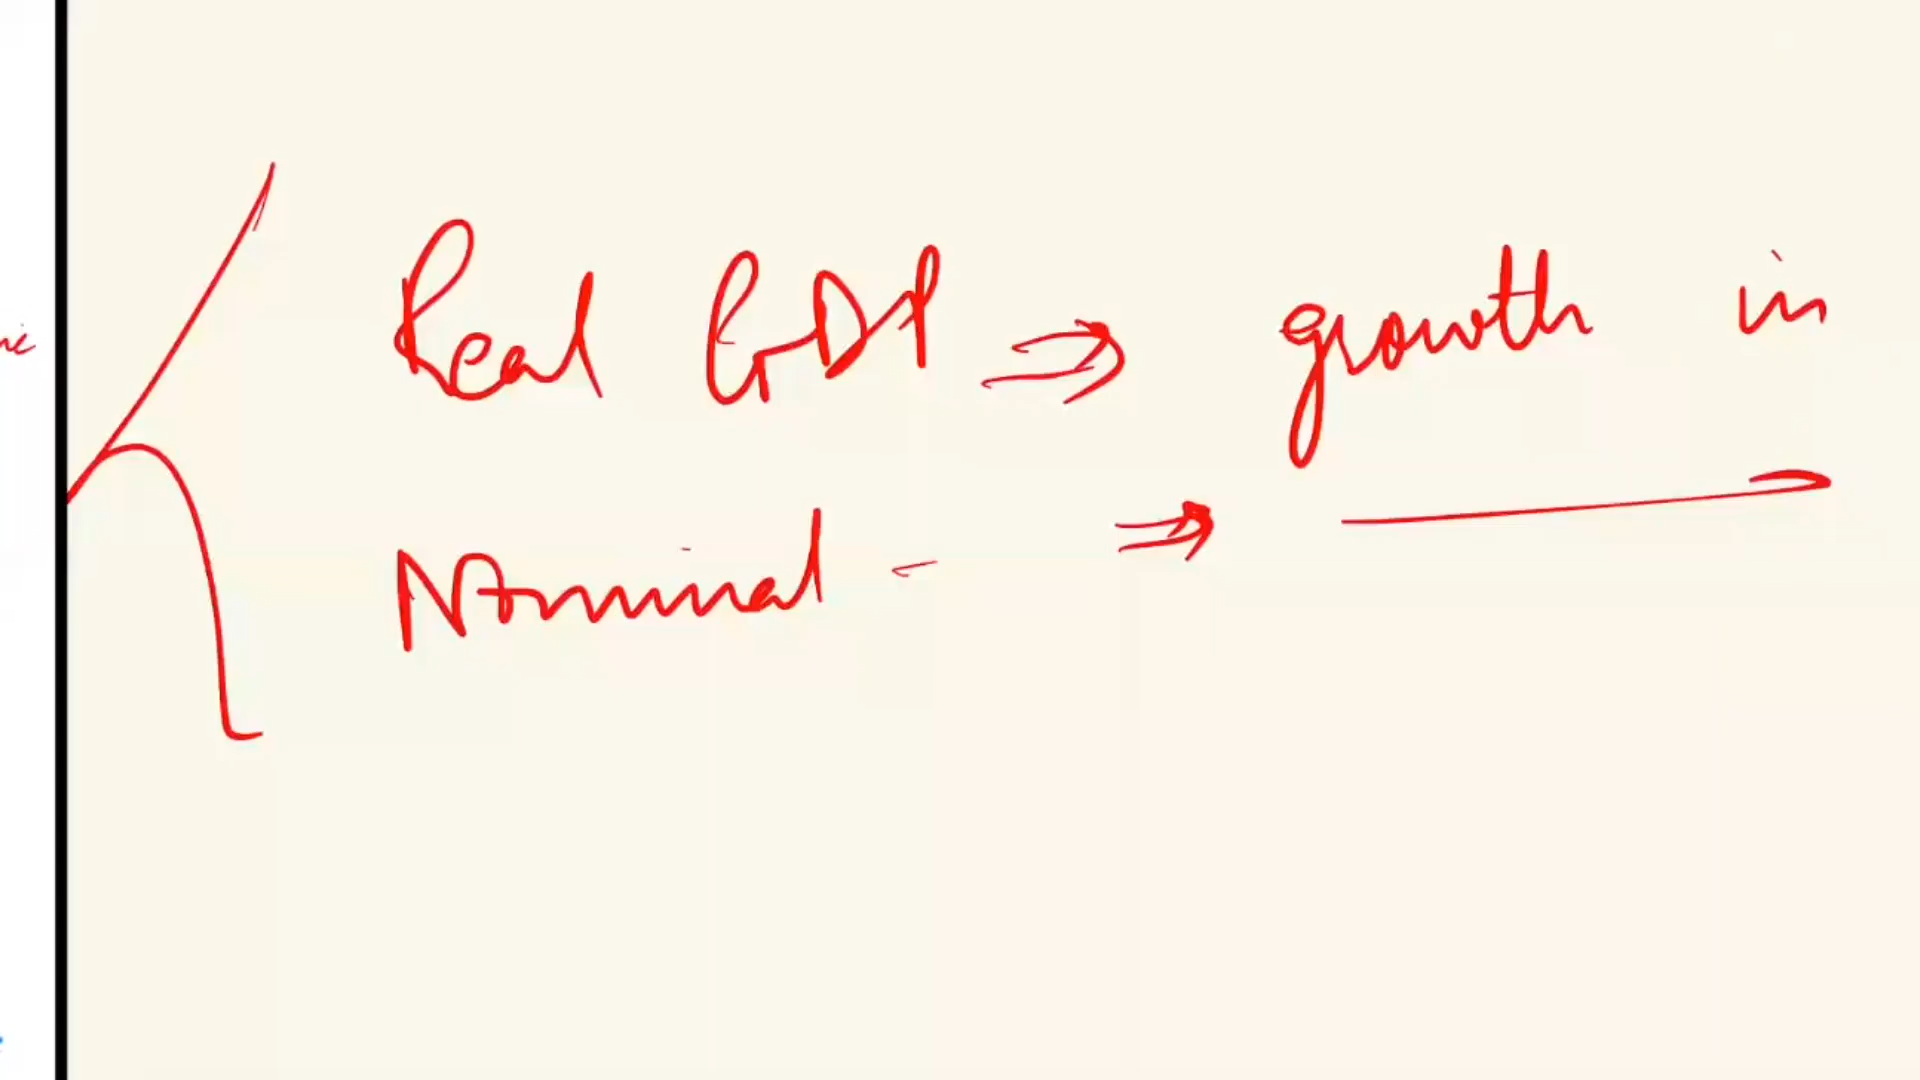 Real GDP ⇒ growth in
Nominal - ⇒ →